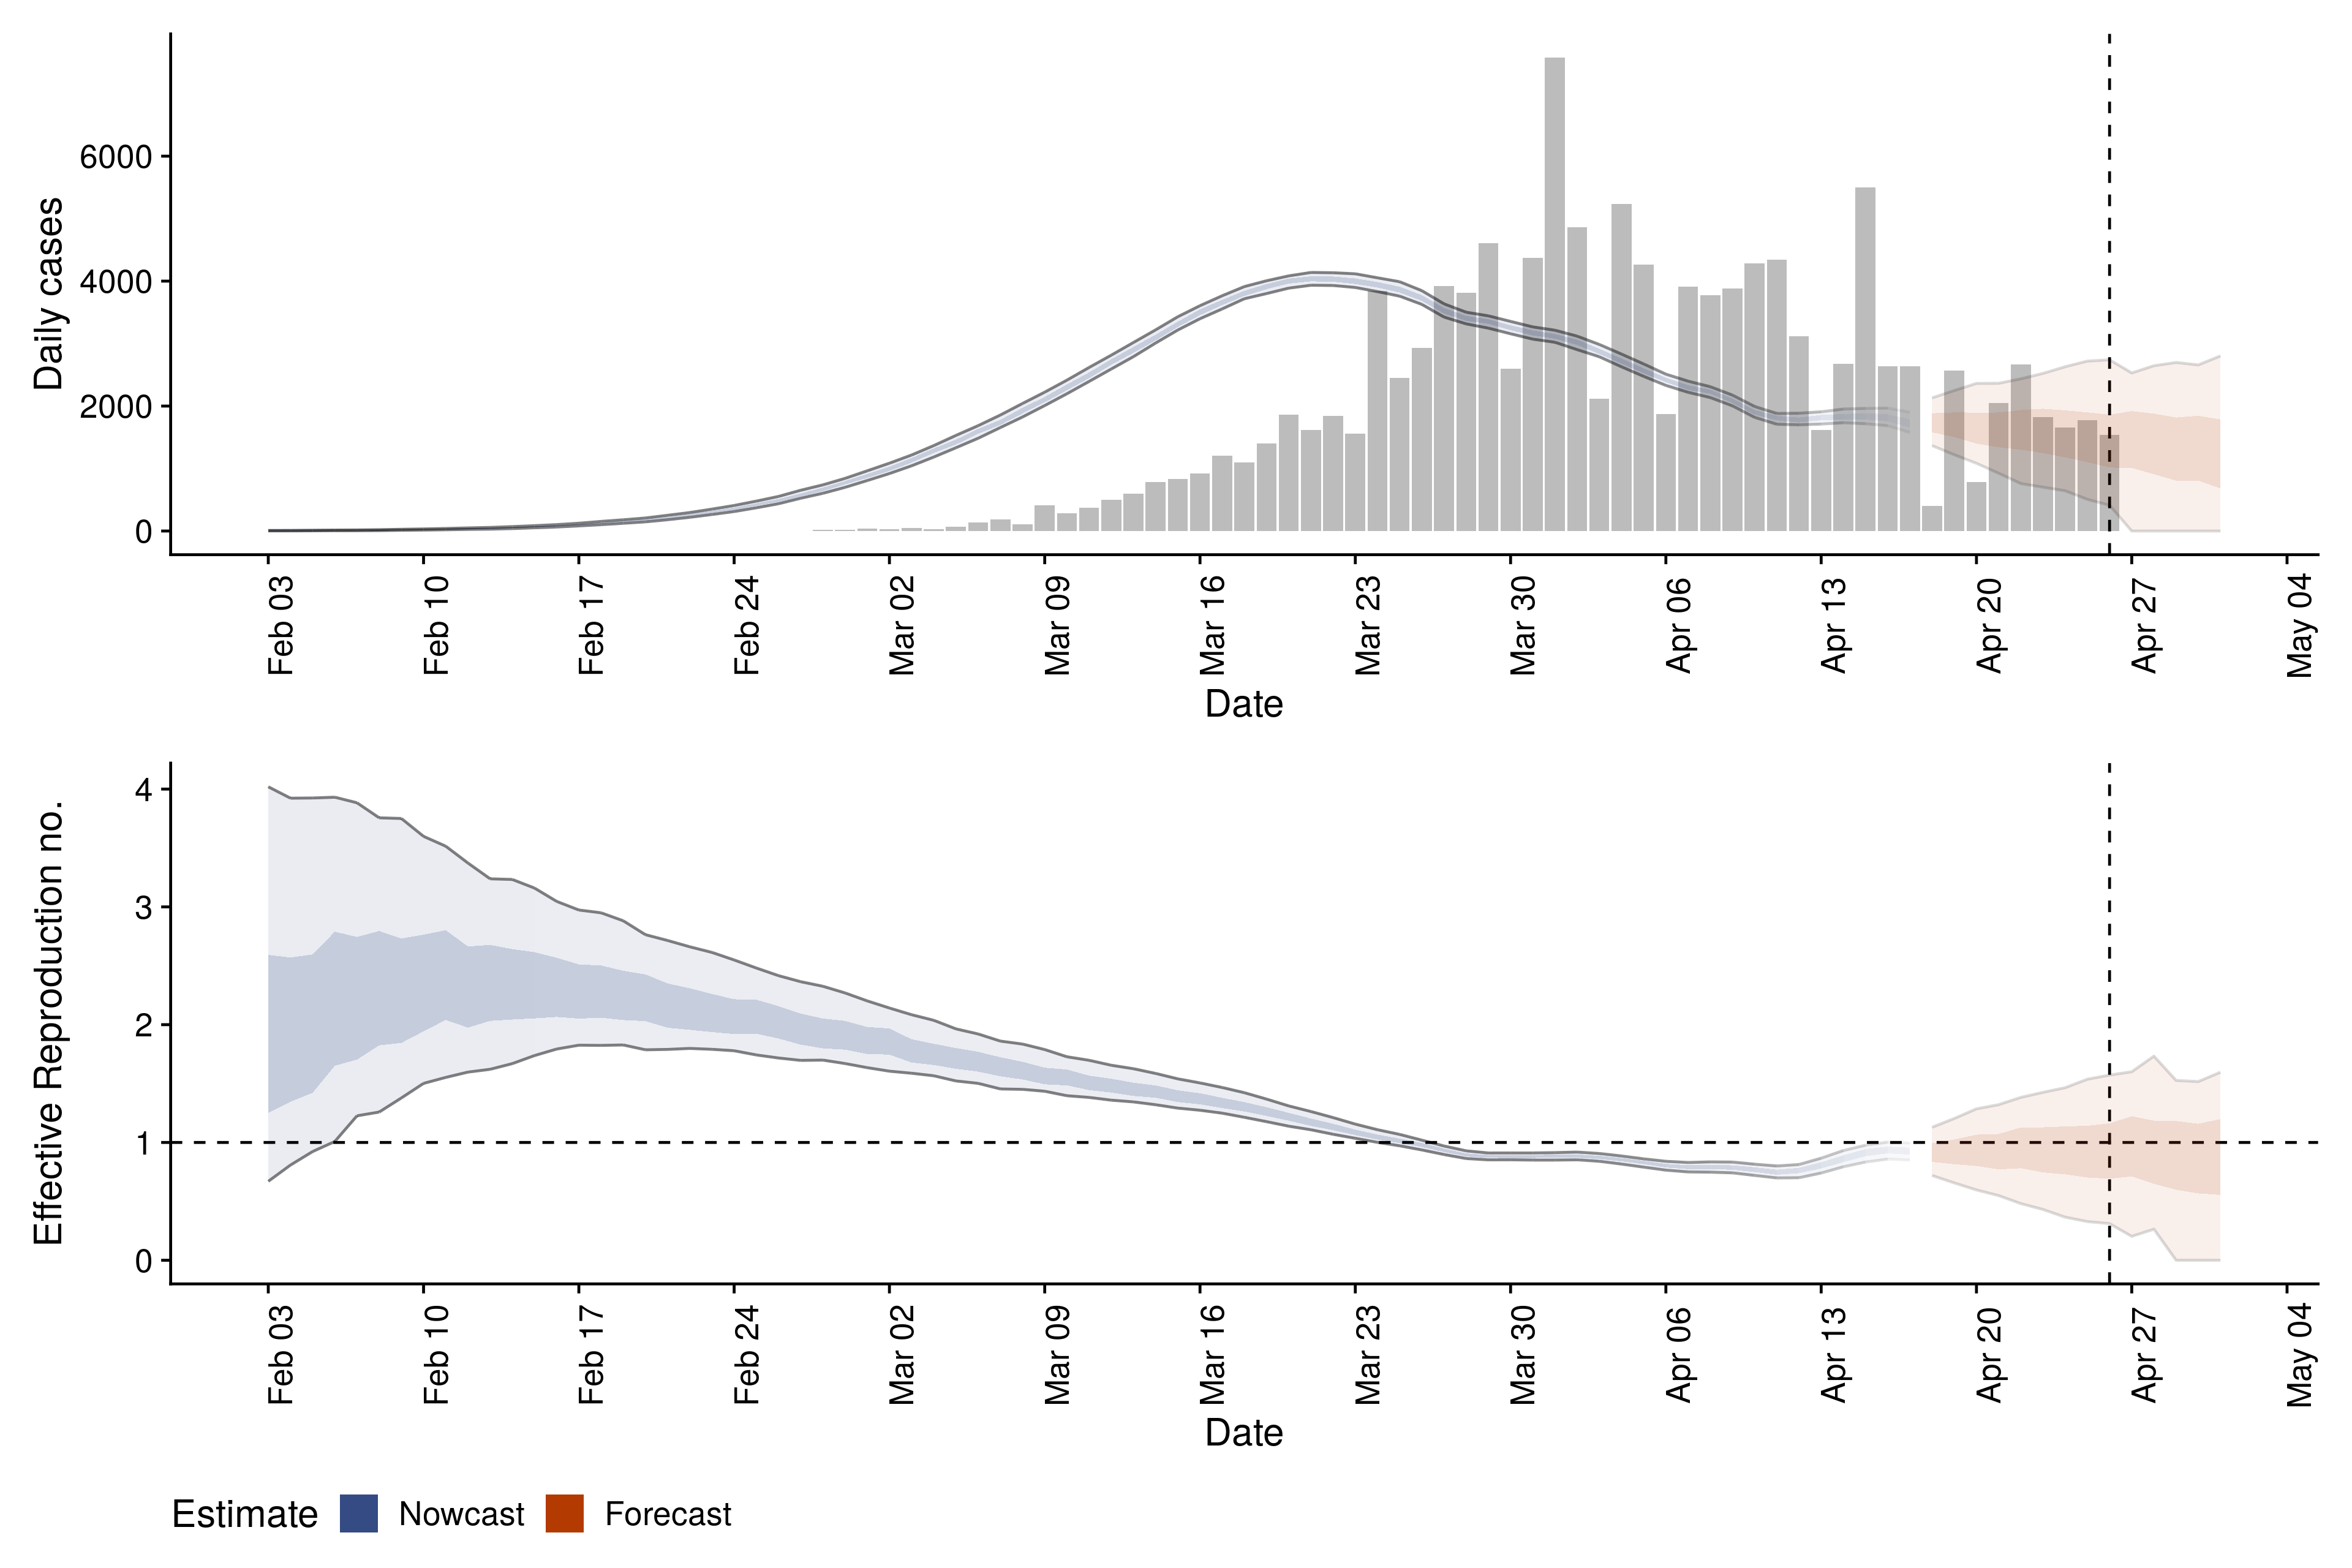 Daily cases
6000
4000
2000
0
Feb 03
Feb 10
Feb 17
Feb 24
Mar 02
Mar 09
Mar 16
Mar 23
Mar 30
Apr 06
Apr 13
Apr 20
Apr 27
May 04
Date
Effective Reproduction no.
4
3
2
1
0
Feb 03
Feb 10
Feb 17
Feb 24
Mar 02
Mar 09
Mar 16
Mar 23
Mar 30
Apr 06
Apr 13
Apr 20
Apr 27
May 04
Date
Estimate Nowcast Forecast